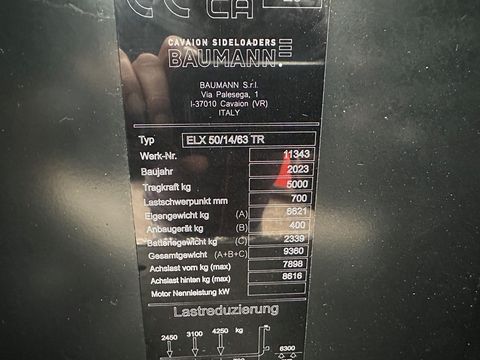 CE UK CA
CAVAION SIDELOADERS
BAUMANN
BAUMANN S.r.l.
Via Palesega, 1
I-37010 Cavaion (VR)
ITALY
Typ ELX 50/14/63 TR
Werk-Nr. 11343
Baujahr 2023
Tragkraft kg 5000
Lastschwerpunkt mm 700
Eigengewicht kg (A) 6621
Anbaugerät kg (B) 400
Batteriegewicht kg (C) 2339
Gesamtgewicht (A+B+C) 9360
Achslast vorn kg (max) 7898
Achslast hinten kg (max) 8616
Motor Nennleistung kW
Lastreduzierung
2450 3100 4250 kg 6300